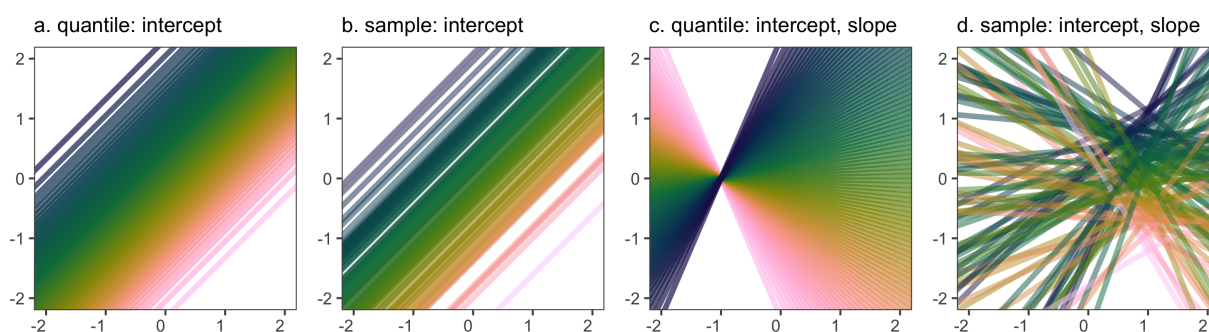 a. quantile: intercept
b. sample: intercept
c. quantile: intercept, slope
d. sample: intercept, slope
2 2 2 2
1 1 1 1
0 0 0 0
-1 -1 -1 -1
-2 -2 -2 -2
-2 -1 0 1 2 -2 -1 0 1 2 -2 -1 0 1 2 -2 -1 0 1 2